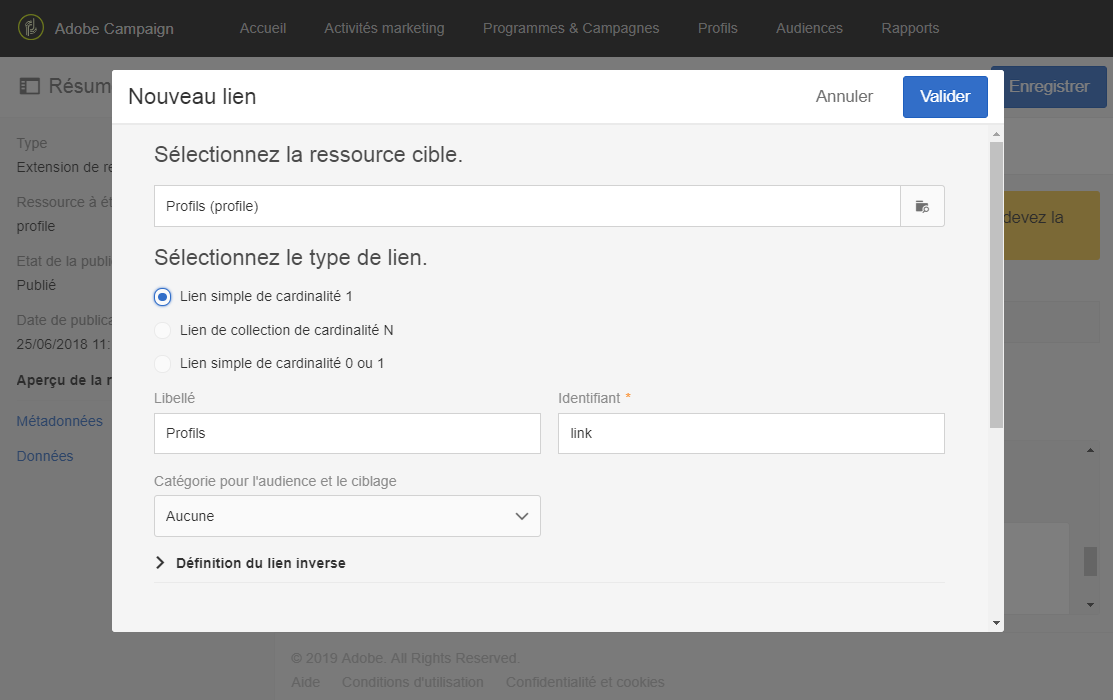 Adobe Campaign Accueil Activités marketing Programmes & Campagnes Profils Audiences Rapports
Résum
Enregistrer
Nouveau lien Annuler Valider
Type
Extension de re
Ressource à ét
profile
Etat de la publi
Publié
Date de publica
25/06/2018 11:
Aperçu de la r
Métadonnées
Données
devez la
Sélectionnez la ressource cible.
Profils (profile)
Sélectionnez le type de lien.
Lien simple de cardinalité 1
Lien de collection de cardinalité N
Lien simple de cardinalité 0 ou 1
Libellé Identifiant *
Profils link
Catégorie pour l'audience et le ciblage
Aucune
Définition du lien inverse
© 2019 Adobe. All Rights Reserved.
Aide Conditions d'utilisation Confidentialité et cookies